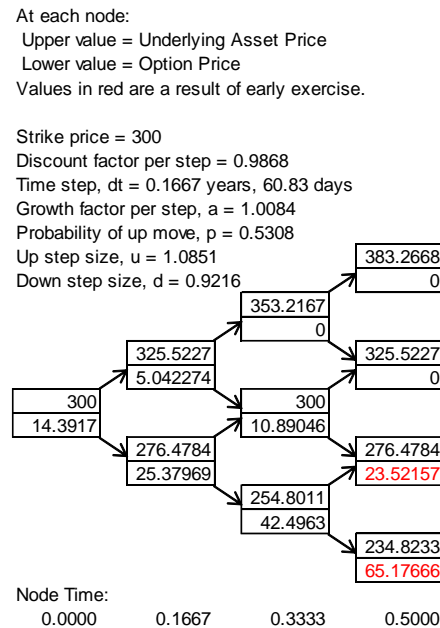 At each node:
Upper value = Underlying Asset Price
Lower value = Option Price
Values in red are a result of early exercise.
Strike price = 300
Discount factor per step = 0.9868
Time step, dt = 0.1667 years, 60.83 days
Growth factor per step, a = 1.0084
Probability of up move, p = 0.5308
Up step size, u = 1.0851
Down step size, d = 0.9216
383.2668
0
353.2167
0
325.5227
5.042274
325.5227
0
300
14.3917
300
10.89046
276.4784
25.37969
276.4784
23.52157
254.8011
42.4963
234.8233
65.17666
Node Time:
0.0000 0.1667 0.3333 0.5000